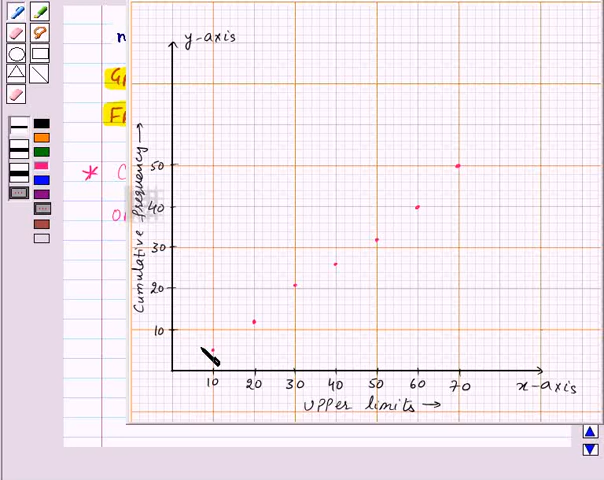 y-axis
Cumulative frequency →
50
40
30
20
10
10 20 30 40 50 60 70 x-axis
UPPer limits →